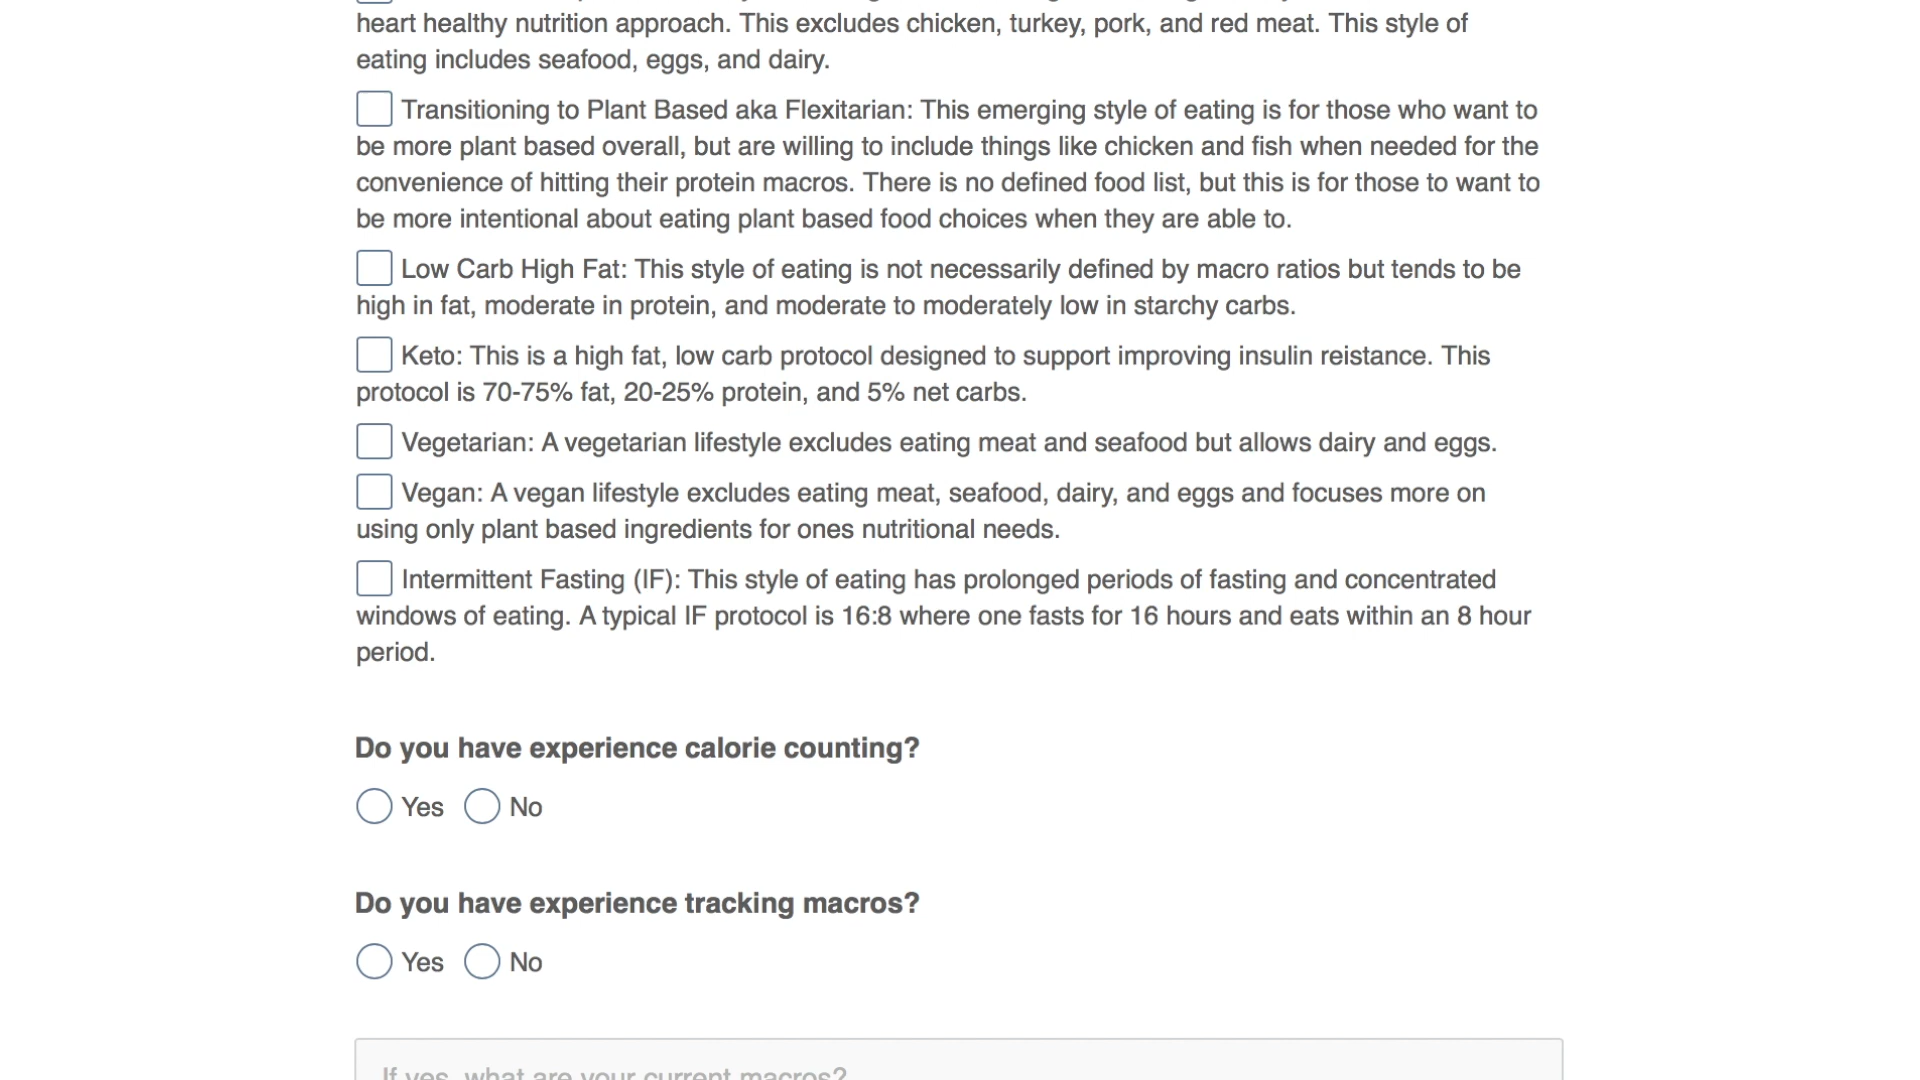 heart healthy nutrition approach. This excludes chicken, turkey, pork, and red meat. This style of
eating includes seafood, eggs, and dairy.
Transitioning to Plant Based aka Flexitarian: This emerging style of eating is for those who want to
be more plant based overall, but are willing to include things like chicken and fish when needed for the
convenience of hitting their protein macros. There is no defined food list, but this is for those to want to
be more intentional about eating plant based food choices when they are able to.
Low Carb High Fat: This style of eating is not necessarily defined by macro ratios but tends to be
high in fat, moderate in protein, and moderate to moderately low in starchy carbs.
Keto: This is a high fat, low carb protocol designed to support improving insulin reistance. This
protocol is 70-75% fat, 20-25% protein, and 5% net carbs.
Vegetarian: A vegetarian lifestyle excludes eating meat and seafood but allows dairy and eggs.
Vegan: A vegan lifestyle excludes eating meat, seafood, dairy, and eggs and focuses more on
using only plant based ingredients for ones nutritional needs.
Intermittent Fasting (IF): This style of eating has prolonged periods of fasting and concentrated
windows of eating. A typical IF protocol is 16:8 where one fasts for 16 hours and eats within an 8 hour
period.
Do you have experience calorie counting?
Yes No
Do you have experience tracking macros?
Yes No
If yes, what are your current macros?